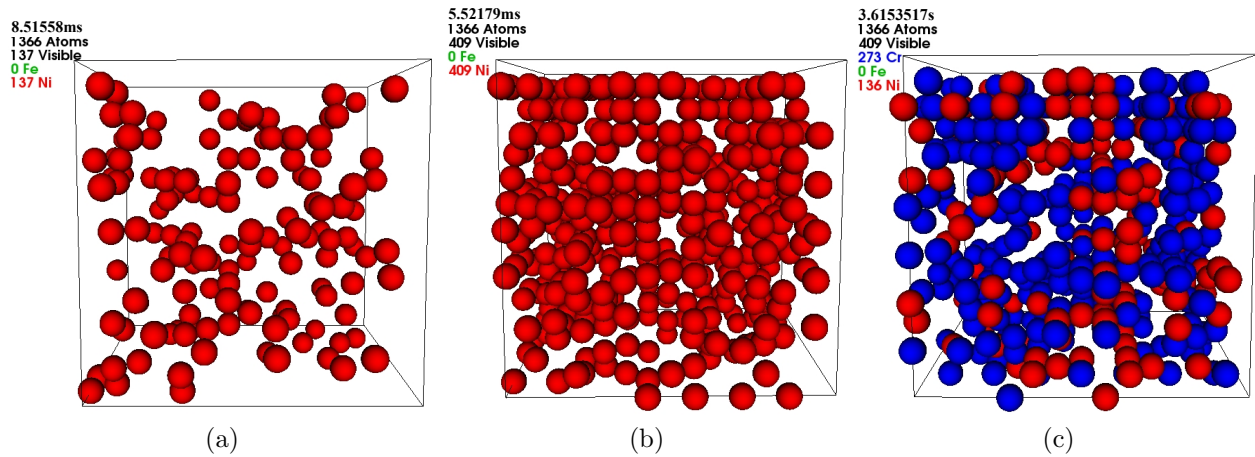 8.51558ms
1366 Atoms
137 Visible
0 Fe
137 Ni
5.52179ms
1366 Atoms
409 Visible
0 Fe
409 Ni
3.6153517s
1366 Atoms
409 Visible
273 Cr
0 Fe
136 Ni
(a)
(b)
(c)